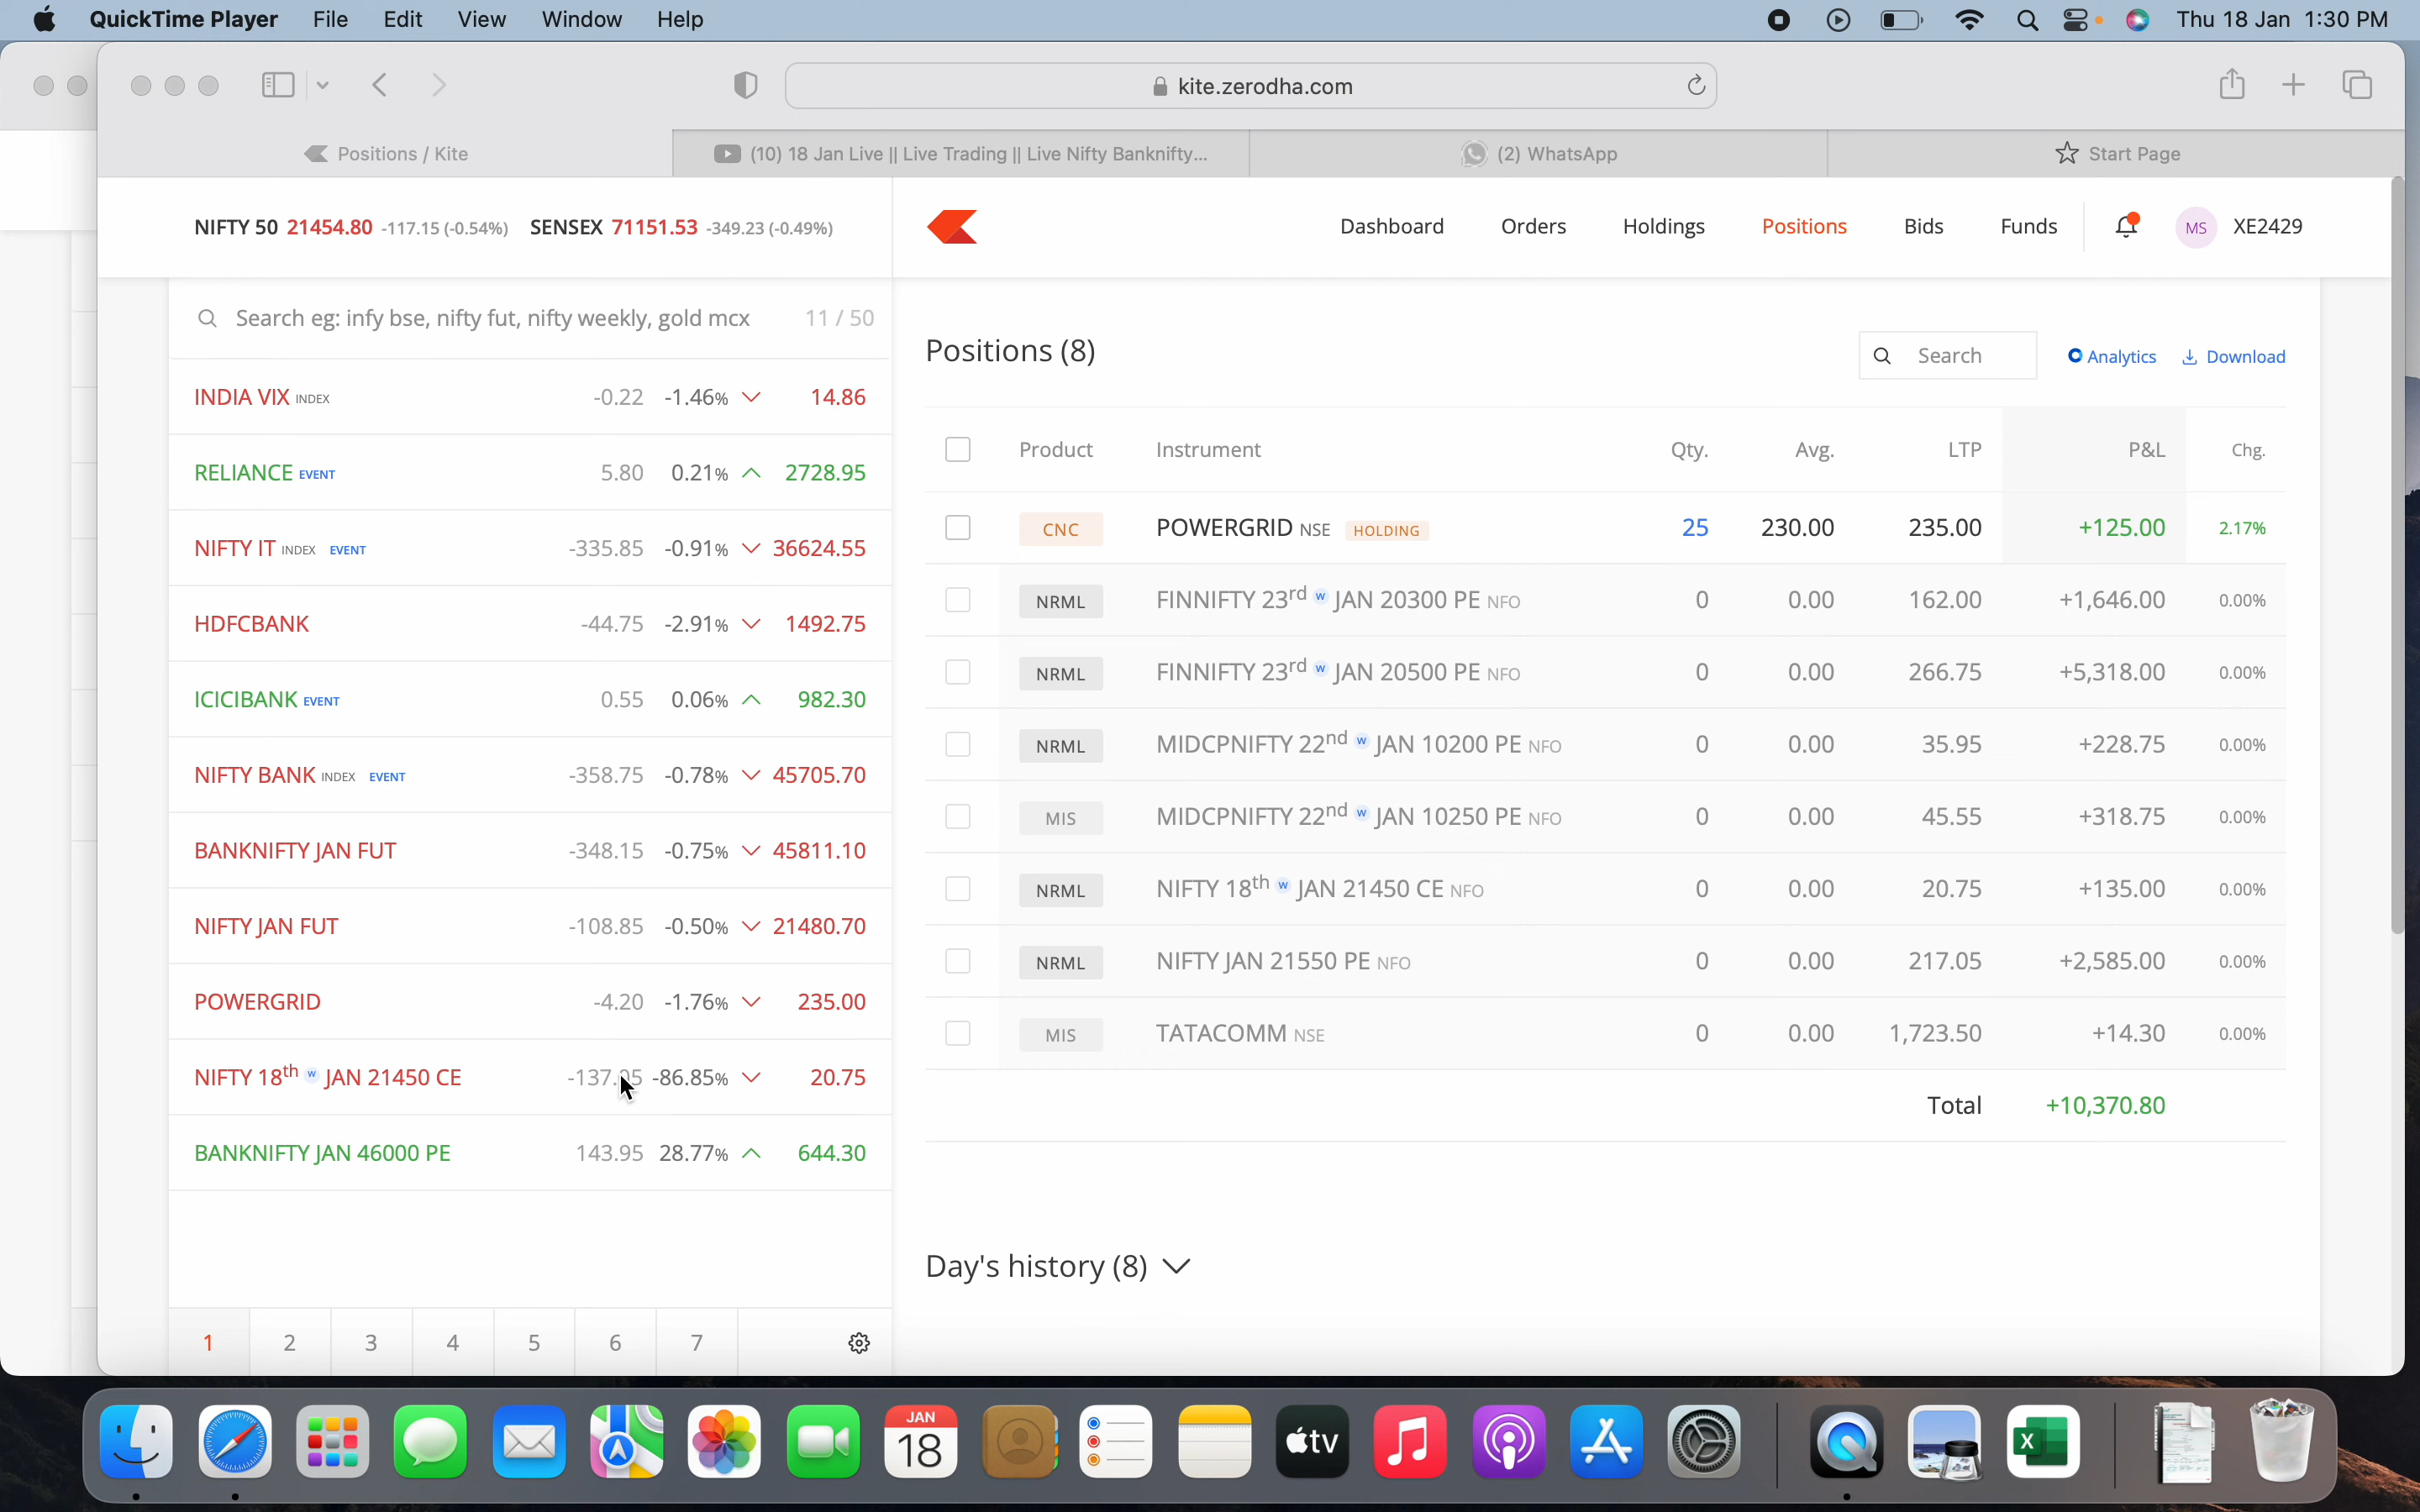 QuickTime Player File Edit View Window Help Thu 18 Jan 1:30 PM
kite.zerodha.com
Positions / Kite (10) 18 Jan Live || Live Trading || Live Nifty Banknifty... (2) WhatsApp Start Page
NIFTY 50 21454.80 -117.15 (-0.54%) SENSEX 71151.53 -349.23 (-0.49%)
Dashboard Orders Holdings Positions Bids Funds MS XE2429
Search eg: infy bse, nifty fut, nifty weekly, gold mcx 11 / 50
INDIA VIX INDEX -0.22 -1.46% 14.86
RELIANCE EVENT 5.80 0.21% 2728.95
NIFTY IT INDEX EVENT -335.85 -0.91% 36624.55
HDFCBANK -44.75 -2.91% 1492.75
ICICIBANK EVENT 0.55 0.06% 982.30
NIFTY BANK INDEX EVENT -358.75 -0.78% 45705.70
BANKNIFTY JAN FUT -348.15 -0.75% 45811.10
NIFTY JAN FUT -108.85 -0.50% 21480.70
POWERGRID -4.20 -1.76% 235.00
NIFTY 18th w JAN 21450 CE -86.85% 20.75
BANKNIFTY JAN 46000 PE 143.95 28.77% 644.30
1 2 3 4 5 6 7
Positions (8)
Search Analytics Download
Product Instrument Qty. Avg. LTP P&L Chg.
CNC POWERGRID NSE HOLDING 25 230.00 235.00 +125.00 2.17%
NRML FINNIFTY 23rd w JAN 20300 PE NFO 0 0.00 162.00 +1,646.00 0.00%
NRML FINNIFTY 23rd w JAN 20500 PE NFO 0 0.00 266.75 +5,318.00 0.00%
NRML MIDCPNIFTY 22nd w JAN 10200 PE NFO 0 0.00 35.95 +228.75 0.00%
MIS MIDCPNIFTY 22nd w JAN 10250 PE NFO 0 0.00 45.55 +318.75 0.00%
NRML NIFTY 18th w JAN 21450 CE NFO 0 0.00 20.75 +135.00 0.00%
NRML NIFTY JAN 21550 PE NFO 0 0.00 217.05 +2,585.00 0.00%
MIS TATACOMM NSE 0 0.00 1,723.50 +14.30 0.00%
Total +10,370.80
Day's history (8)
JAN
18
tv
X